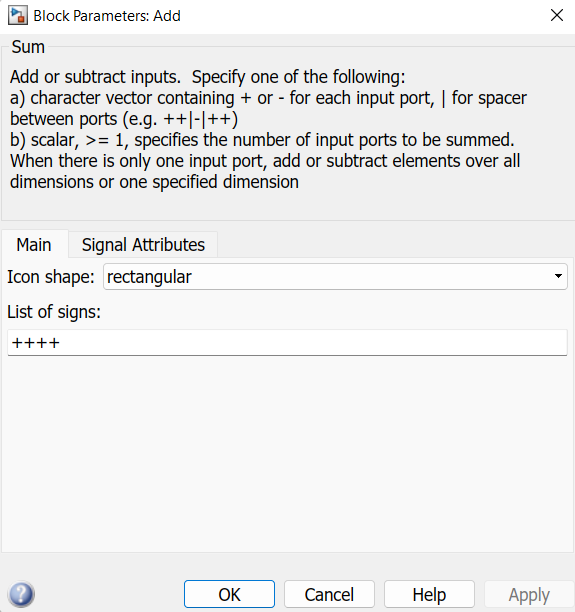 Block Parameters: Add
Sum
Add or subtract inputs.  Specify one of the following:
a) character vector containing + or - for each input port, | for spacer
between ports (e.g. ++|-|++)
b) scalar, >= 1, specifies the number of input ports to be summed.
When there is only one input port, add or subtract elements over all
dimensions or one specified dimension
Main Signal Attributes
Icon shape: rectangular
List of signs:
++++
? OK Cancel Help Apply